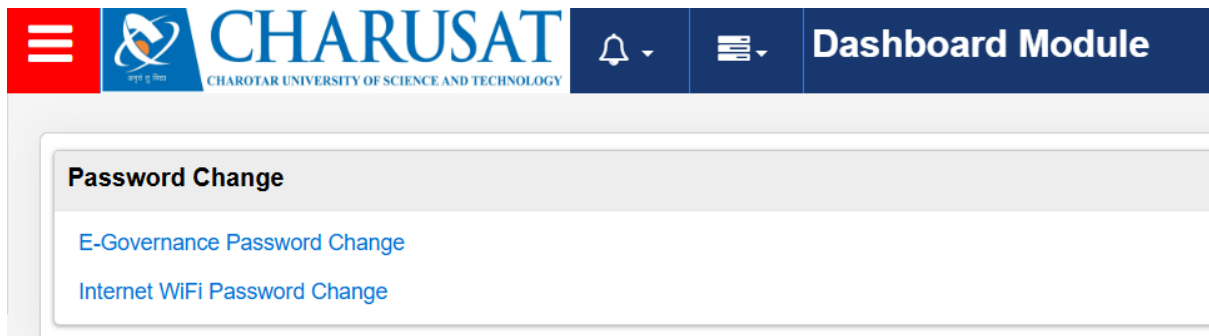 CHARUSAT
CHAROTAR UNIVERSITY OF SCIENCE AND TECHNOLOGY
Dashboard Module
Password Change
E-Governance Password Change
Internet WiFi Password Change